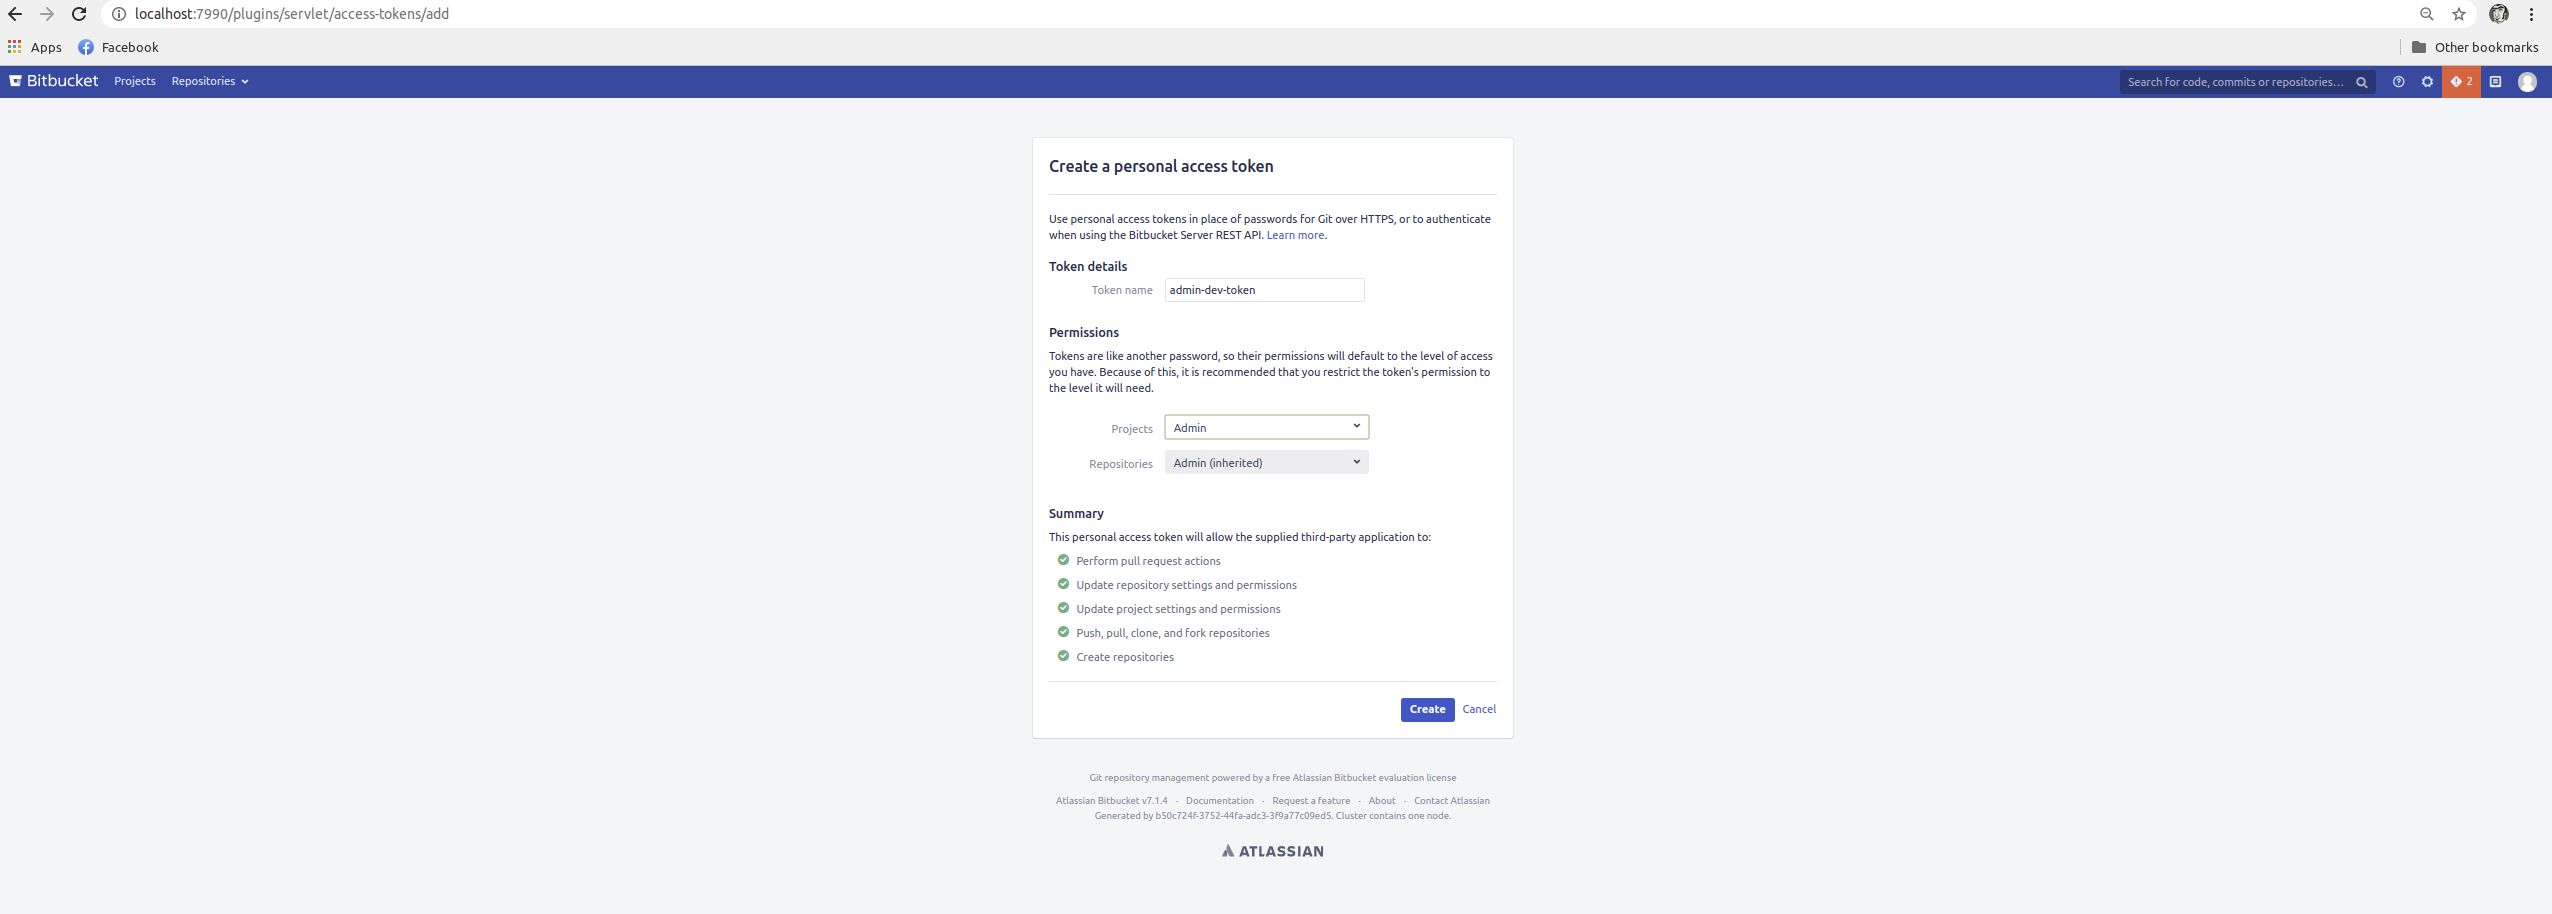 localhost:7990/plugins/servlet/access-tokens/add
Apps Facebook Other bookmarks
Bitbucket Projects Repositories Search for code, commits or repositories... 2
Create a personal access token
Use personal access tokens in place of passwords for Git over HTTPS, or to authenticate
when using the Bitbucket Server REST API. Learn more.
Token details
Token name admin-dev-token
Permissions
Tokens are like another password, so their permissions will default to the level of access
you have. Because of this, it is recommended that you restrict the token's permission to
the level it will need.
Projects Admin
Repositories Admin (inherited)
Summary
This personal access token will allow the supplied third-party application to:
Perform pull request actions
Update repository settings and permissions
Update project settings and permissions
Push, pull, clone, and fork repositories
Create repositories
Create Cancel
Git repository management powered by a free Atlassian Bitbucket evaluation license
Atlassian Bitbucket v7.1.4 · Documentation · Request a feature · About · Contact Atlassian
Generated by b50c724f-3752-44fa-adc3-3f9a77c09ed5. Cluster contains one node.
ATLASSIAN